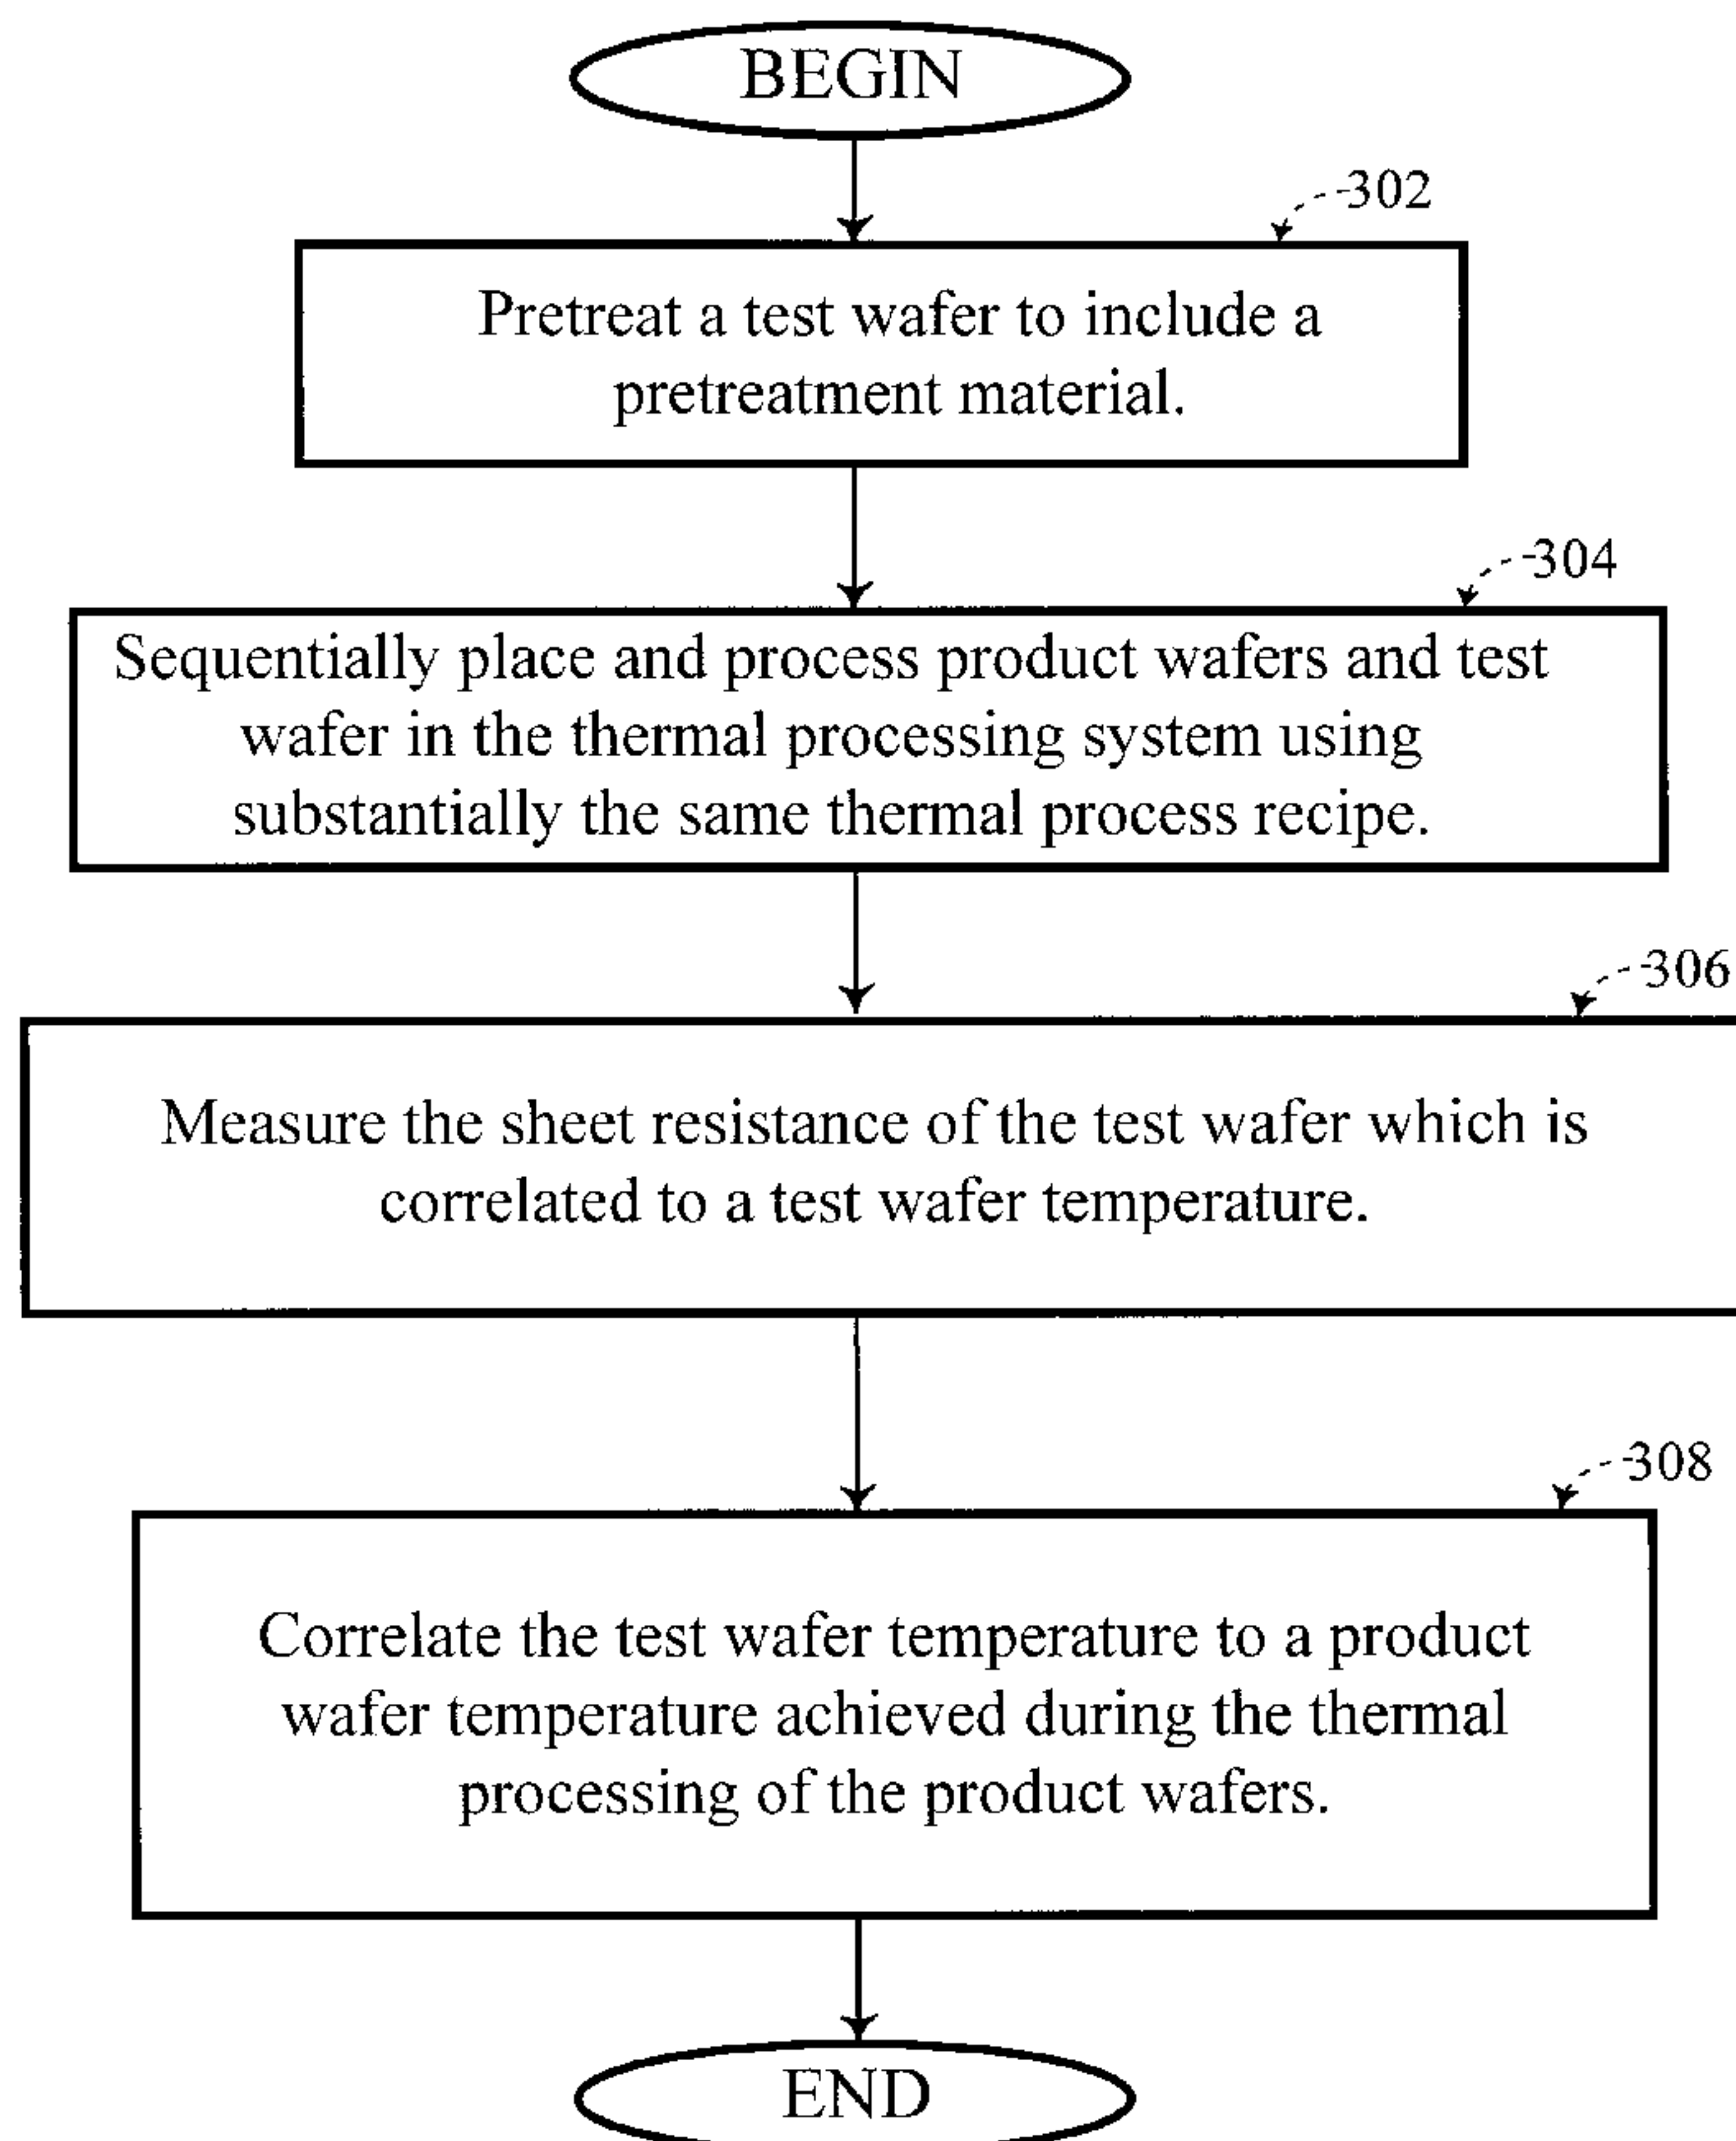 BEGIN
302
Pretreat a test wafer to include a
pretreatment material.
304
Sequentially place and process product wafers and test
wafer in the thermal processing system using
substantially the same thermal process recipe.
306
Measure the sheet resistance of the test wafer which is
correlated to a test wafer temperature.
308
Correlate the test wafer temperature to a product
wafer temperature achieved during the thermal
processing of the product wafers.
END